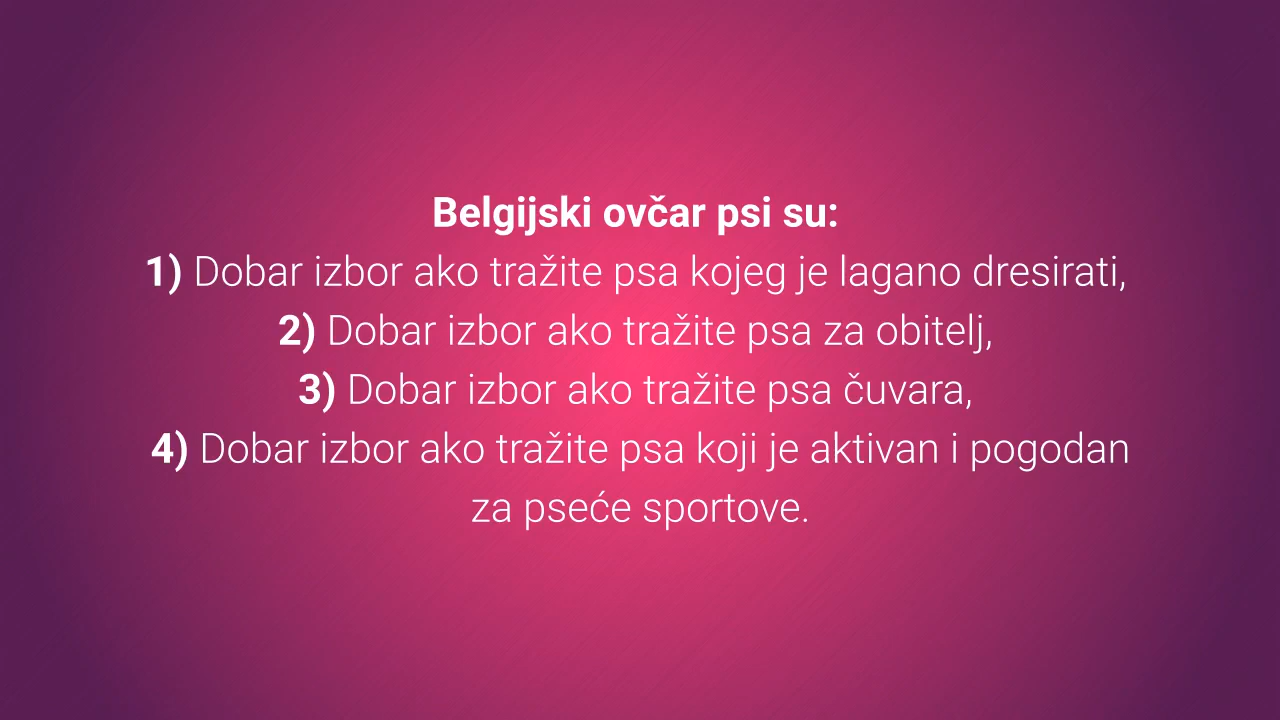 Belgijski ovčar psi su:
1) Dobar izbor ako tražite psa kojeg je lagano dresirati,
2) Dobar izbor ako tražite psa za obitelj,
3) Dobar izbor ako tražite psa čuvara,
4) Dobar izbor ako tražite psa koji je aktivan i pogodan
za pseće sportove.